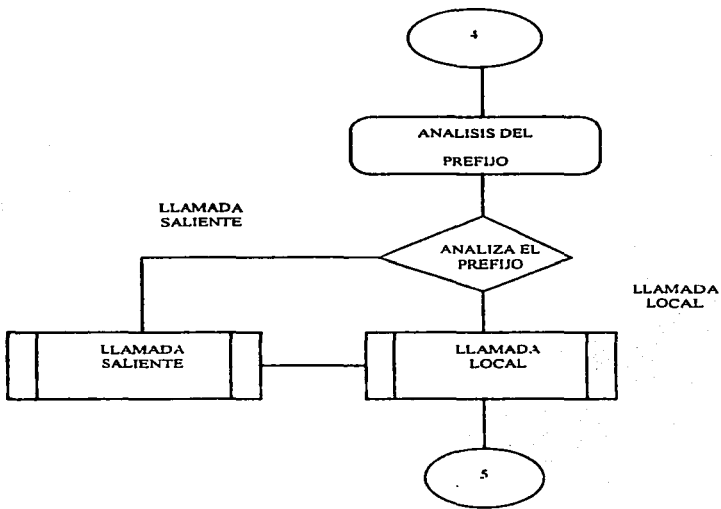 4
ANALISIS DEL
PREFIJO
LLAMADA
SALIENTE
ANALIZA EL
PREFIJO
LLAMADA
LOCAL
LLAMADA
SALIENTE
LLAMADA
LOCAL
5